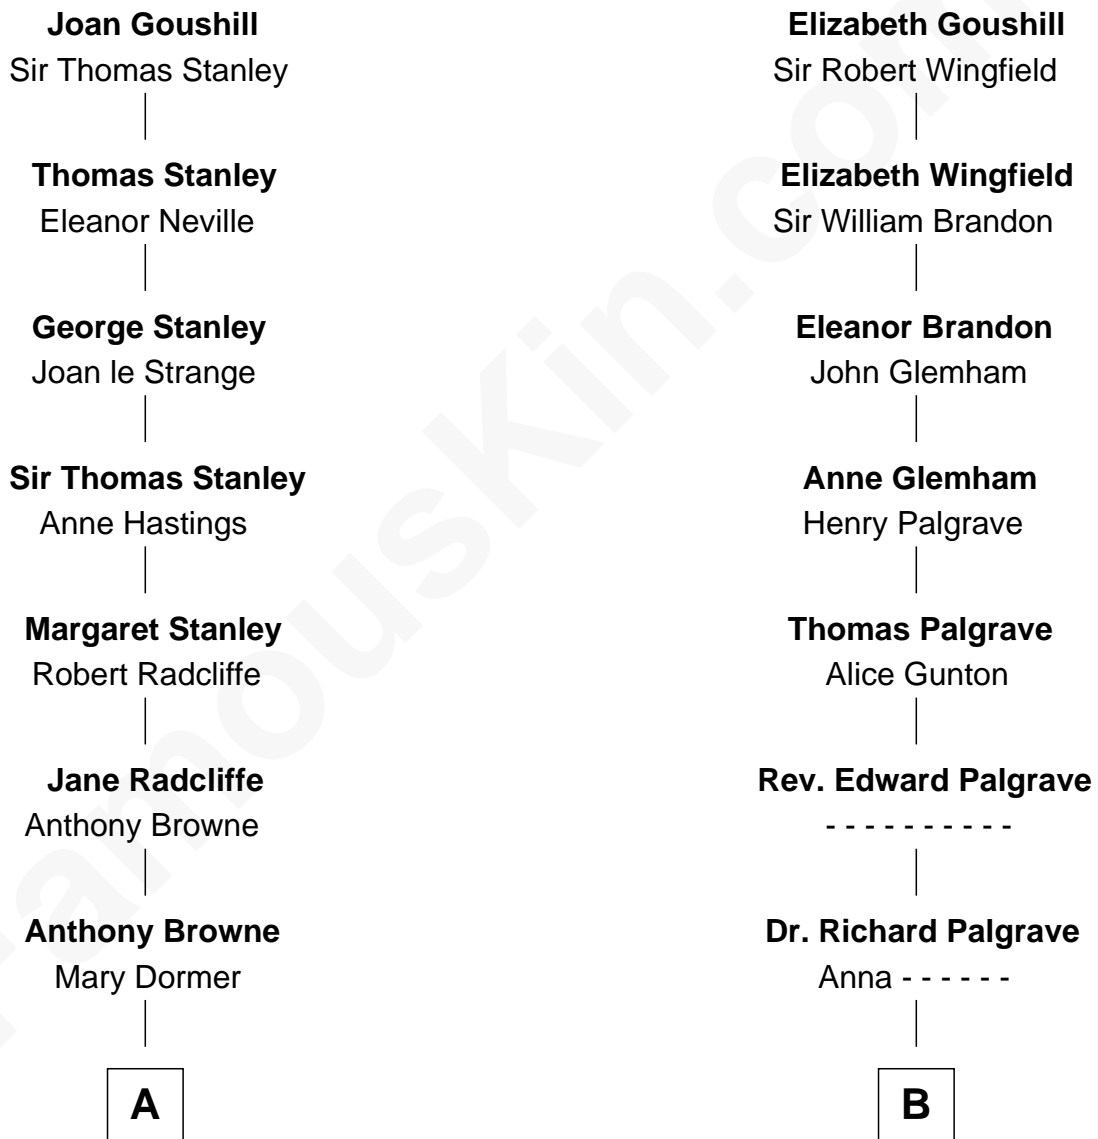 Joan Goushill
Sir Thomas Stanley
Thomas Stanley
Eleanor Neville
George Stanley
Joan le Strange
Sir Thomas Stanley
Anne Hastings
Margaret Stanley
Robert Radcliffe
Jane Radcliffe
Anthony Browne
Anthony Browne
Mary Dormer
A
Elizabeth Goushill
Sir Robert Wingfield
Elizabeth Wingfield
Sir William Brandon
Eleanor Brandon
John Glemham
Anne Glemham
Henry Palgrave
Thomas Palgrave
Alice Gunton
Rev. Edward Palgrave
- - - - - - - - - -
Dr. Richard Palgrave
Anna - - - - - -
B
FamousKin.com